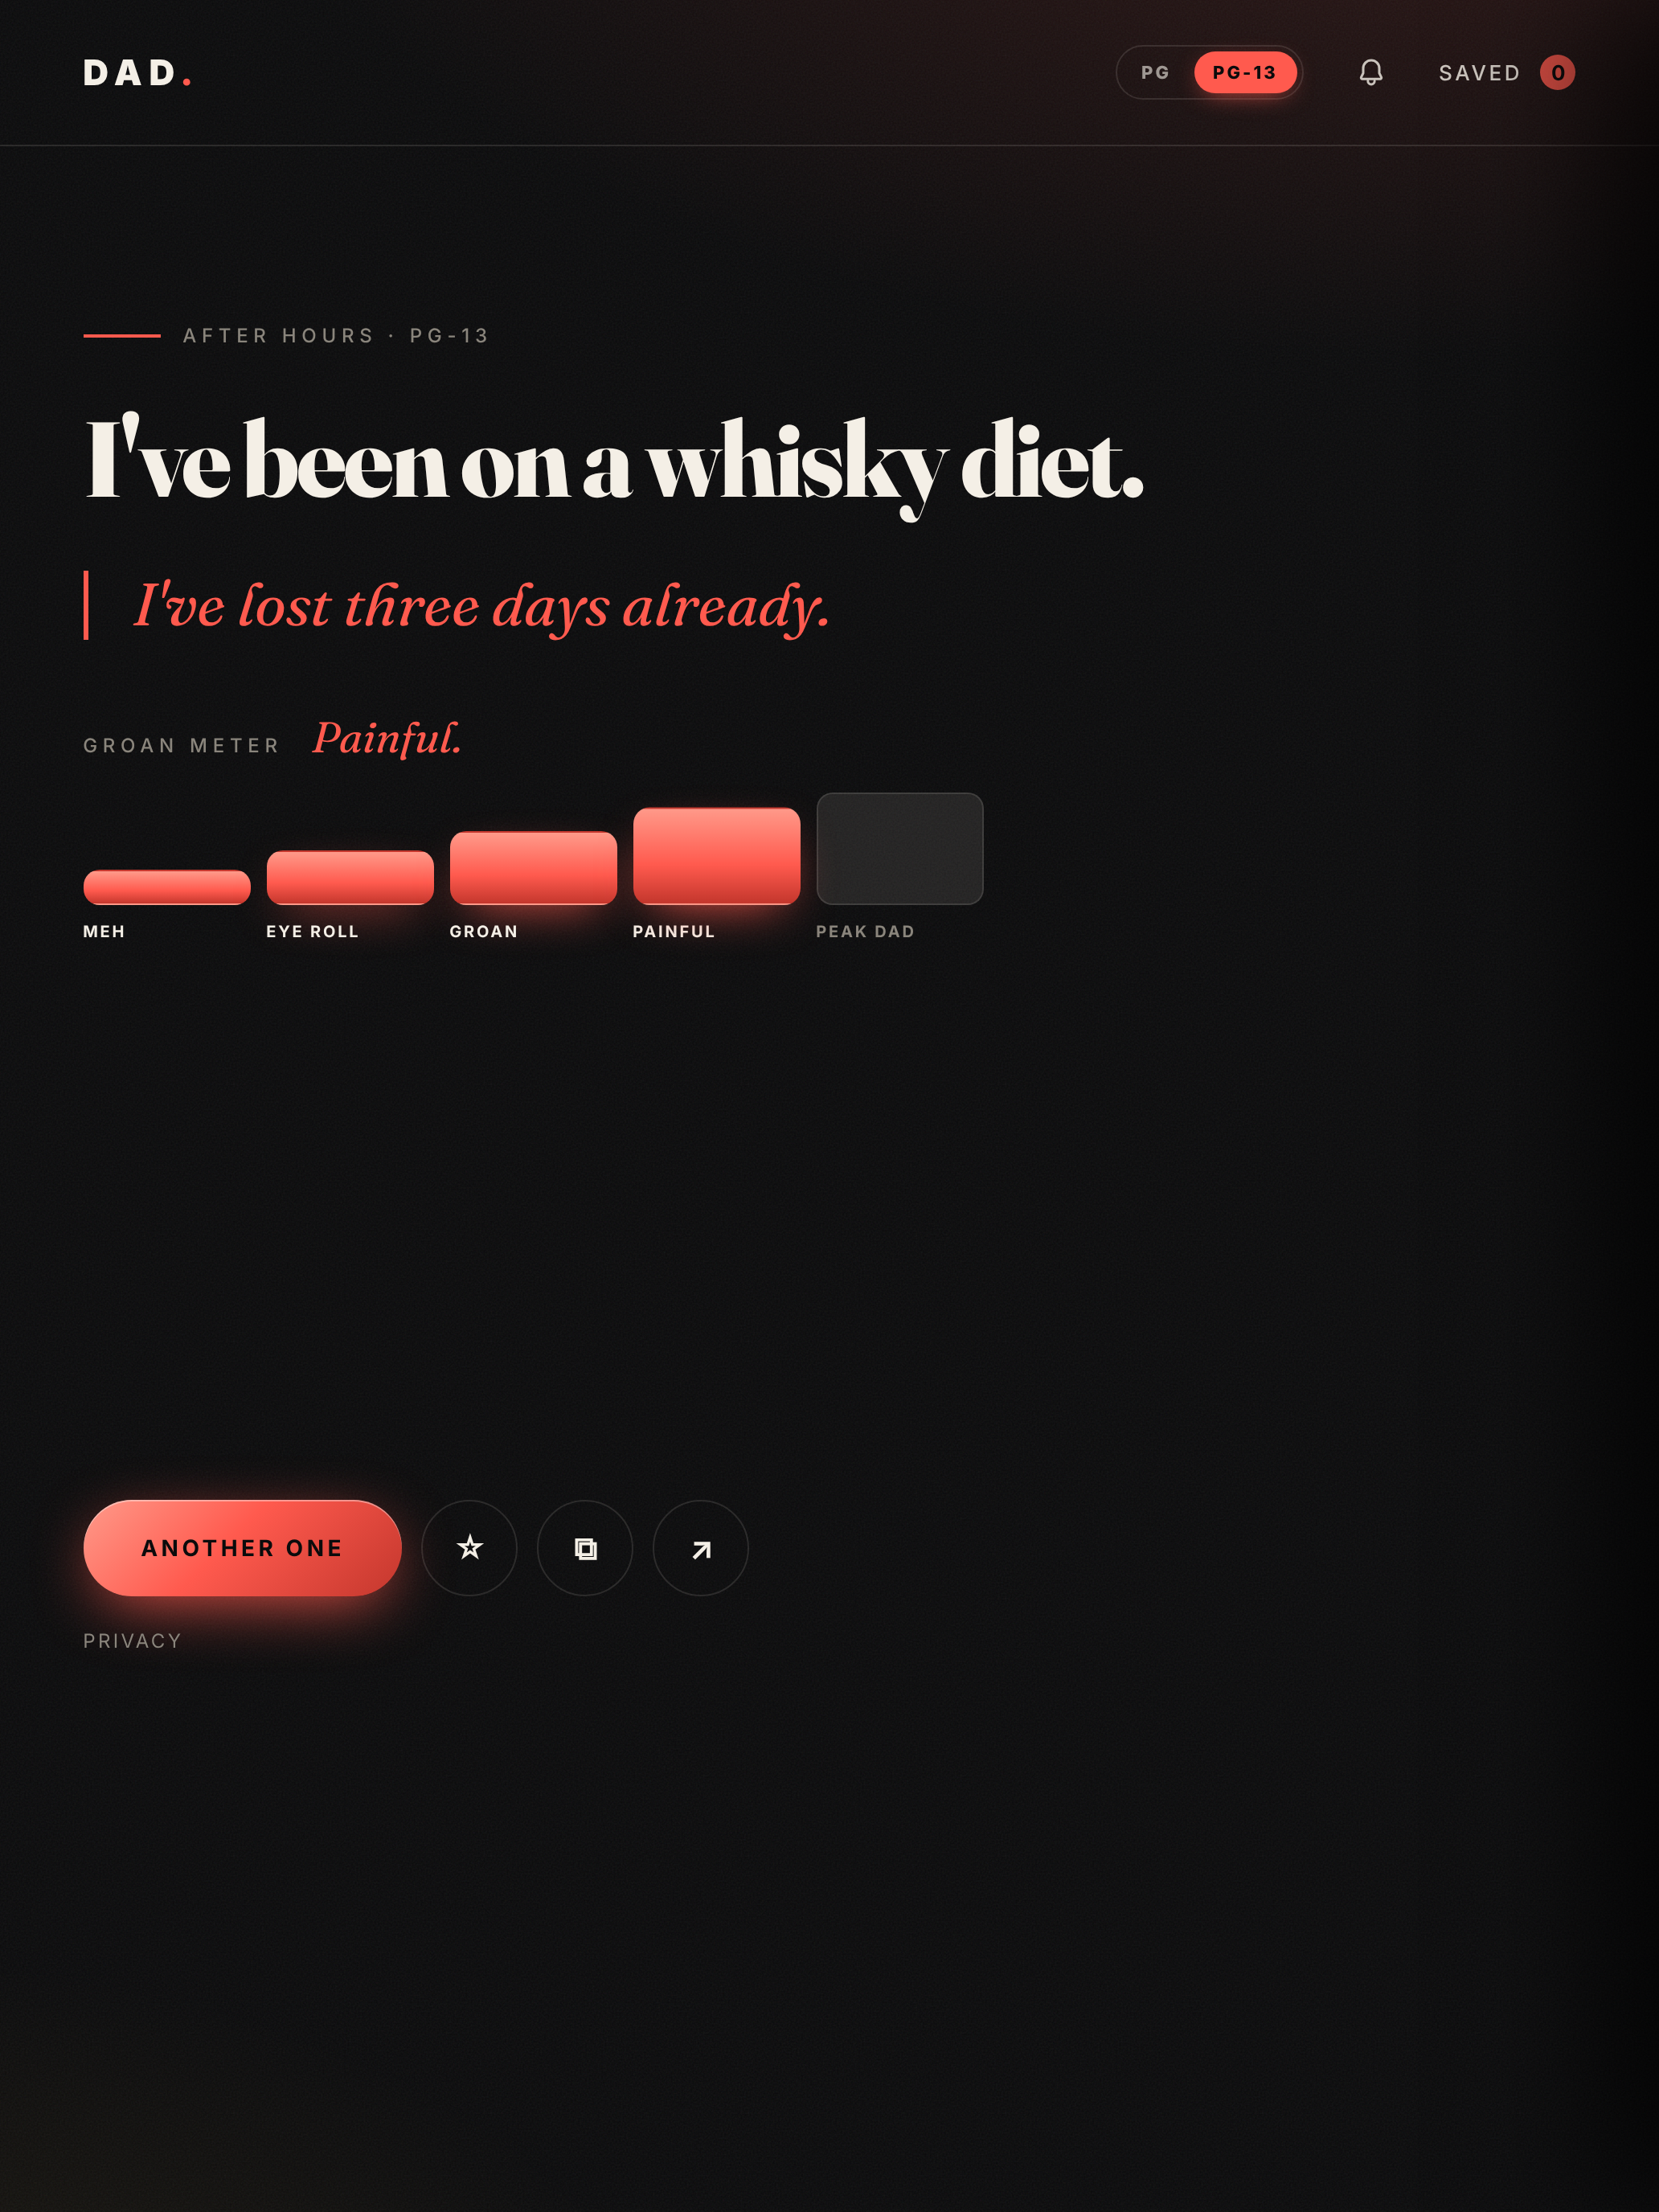 DAD.
PG PG-13 SAVED 0
AFTER HOURS · PG-13
I've been on a whisky diet.
I've lost three days already.
GROAN METER Painful.
MEH EYE ROLL GROAN PAINFUL PEAK DAD
ANOTHER ONE
PRIVACY